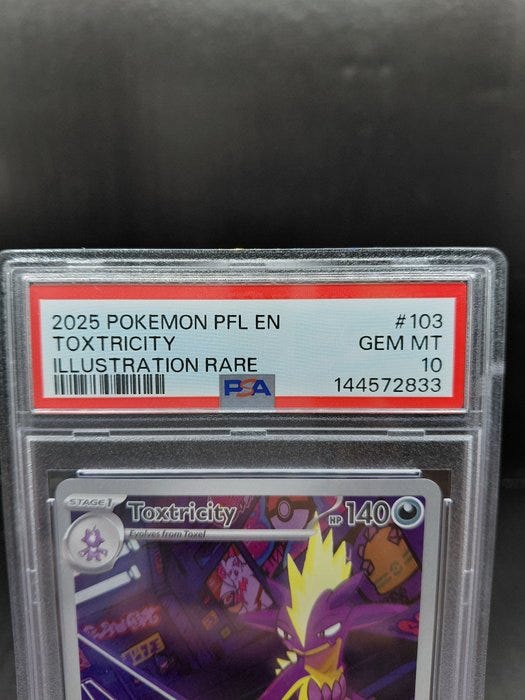 2025 POKEMON PFL EN #103
TOXTRICITY GEM MT
ILLUSTRATION RARE 10
PSA 144572833
STAGE 1 Toxtricity HP 140
Evolves from Toxel